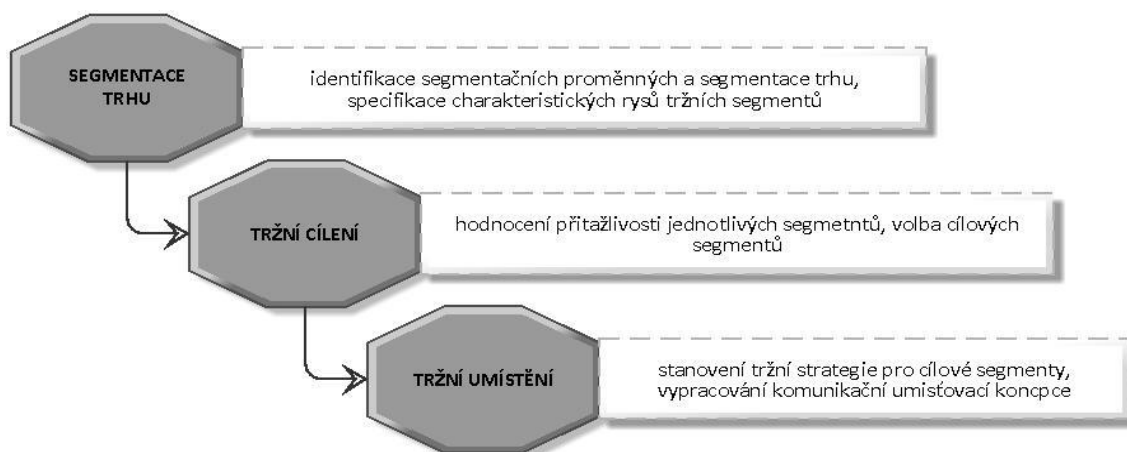 SEGMENTACE
TRHU
identifikace segmentačních proměnných a segmentace trhu,
specifikace charakteristických rysů tržních segmentů
TRŽNÍ CÍLENÍ
hodnocení přitažlivosti jednotlivých segmetntů, volba cílových
segmentů
TRŽNÍ UMÍSTĚNÍ
stanovení tržní strategie pro cílové segmenty,
vypracování komunikační umisťovací koncpce